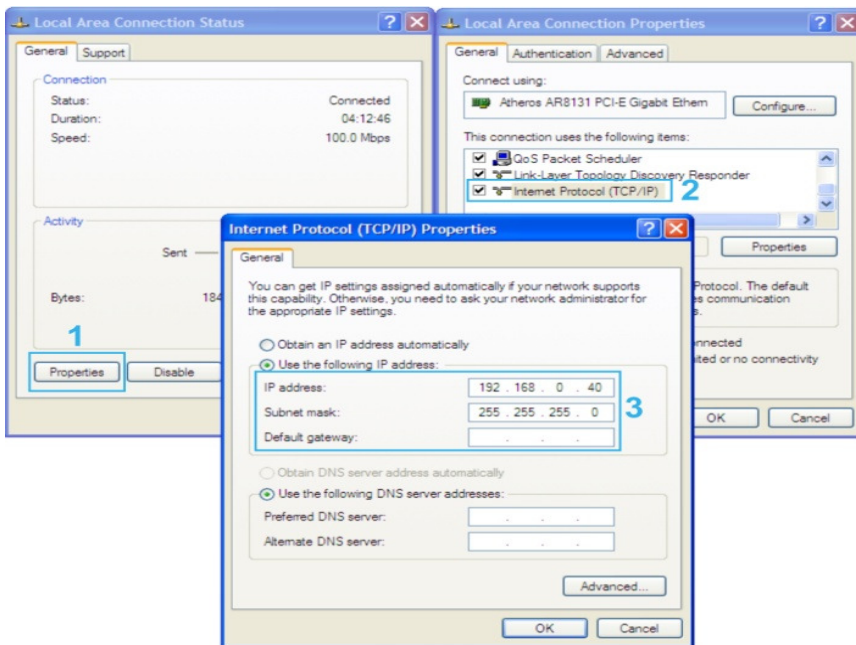 Local Area Connection Status
General Support
Connection
Status: Connected
Duration: 04:12:46
Speed: 100.0 Mbps
Activity
Sent
Bytes: 184
1
Properties Disable
Local Area Connection Properties
General Authentication Advanced
Connect using:
Atheros AR8131 PCI-E Gigabit Ethern Configure...
This connection uses the following items:
QoS Packet Scheduler
Link-Layer Topology Discovery Responder
Internet Protocol (TCP/IP) 2
Properties
Protocol. The default
es communication
s.
onnected
ited or no connectivity
OK Cancel
Internet Protocol (TCP/IP) Properties
General
You can get IP settings assigned automatically if your network supports
this capability. Otherwise, you need to ask your network administrator for
the appropriate IP settings.
Obtain an IP address automatically
Use the following IP address:
IP address: 192 . 168 . 0 . 40
Subnet mask: 255 . 255 . 255 . 0 3
Default gateway: . . .
Obtain DNS server address automatically
Use the following DNS server addresses:
Preferred DNS server: . . .
Alternate DNS server: . . .
Advanced...
OK Cancel